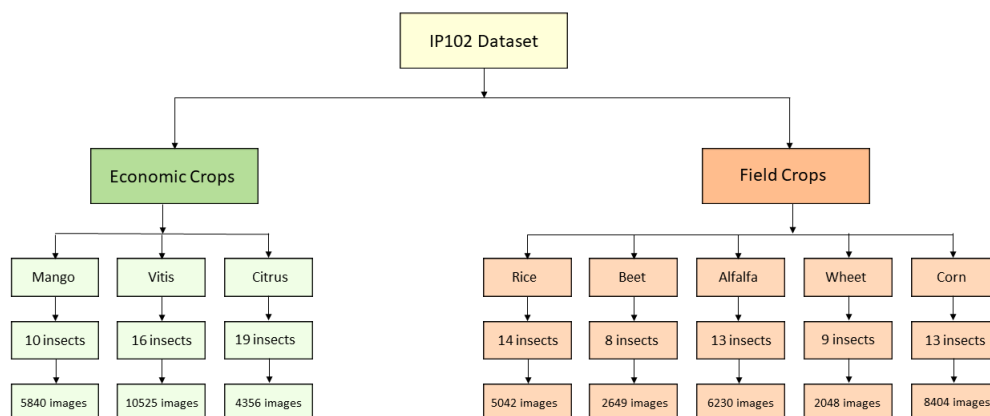 IP102 Dataset
Economic Crops
Field Crops
Mango
Vitis
Citrus
Rice
Beet
Alfalfa
Wheet
Corn
10 insects
16 insects
19 insects
14 insects
8 insects
13 insects
9 insects
13 insects
5840 images
10525 images
4356 images
5042 images
2649 images
6230 images
2048 images
8404 images